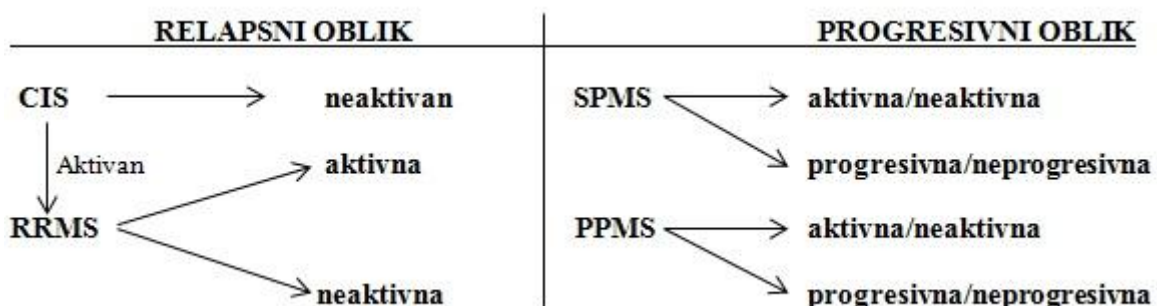 RELAPSNI OBLIK
CIS neaktivan
Aktivan aktivna
RRMS
neaktivna
PROGRESIVNI OBLIK
SPMS aktivna/neaktivna
progresivna/neprogresivna
PPMS aktivna/neaktivna
progresivna/neprogresivna